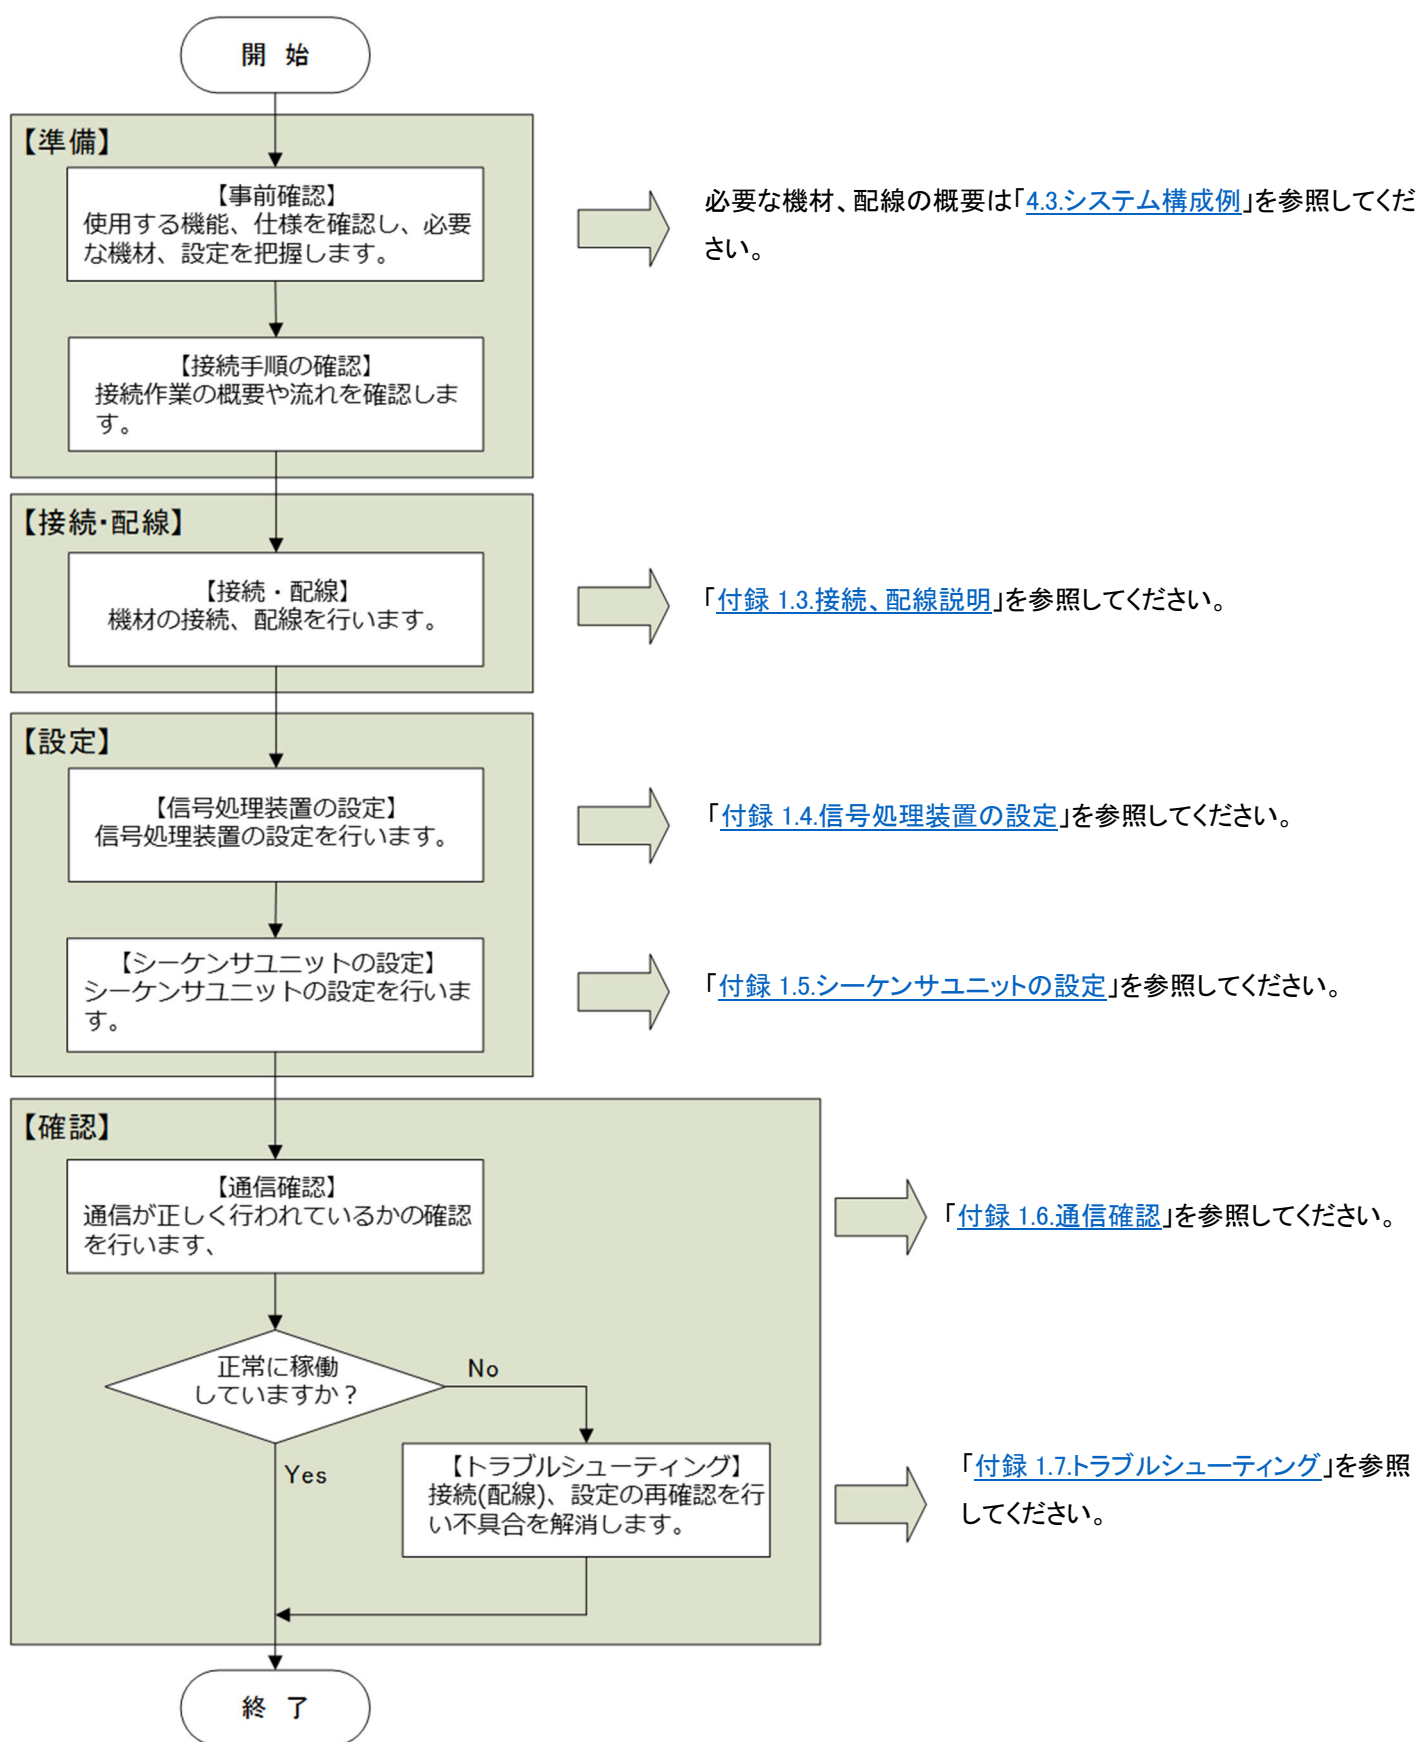 開 始
【準備】
【事前確認】
使用する機能、仕様を確認し、必要
な機材、設定を把握します。
必要な機材、配線の概要は「4.3.システム構成例」を参照してくだ
さい。
【接続手順の確認】
接続作業の概要や流れを確認しま
す。
【接続・配線】
【接続・配線】
機材の接続、配線を行います。
「付録 1.3.接続、配線説明」を参照してください。
【設定】
【信号処理装置の設定】
信号処理装置の設定を行います。
「付録 1.4.信号処理装置の設定」を参照してください。
【シーケンサユニットの設定】
シーケンサユニットの設定を行いま
す。
「付録 1.5.シーケンサユニットの設定」を参照してください。
【確認】
【通信確認】
通信が正しく行われているかの確認
を行います、
「付録 1.6.通信確認」を参照してください。
正常に稼働
していますか？
No
Yes
【トラブルシューティング】
接続(配線)、設定の再確認を行
い不具合を解消します。
「付録 1.7.トラブルシューティング」を参照
してください。
終 了